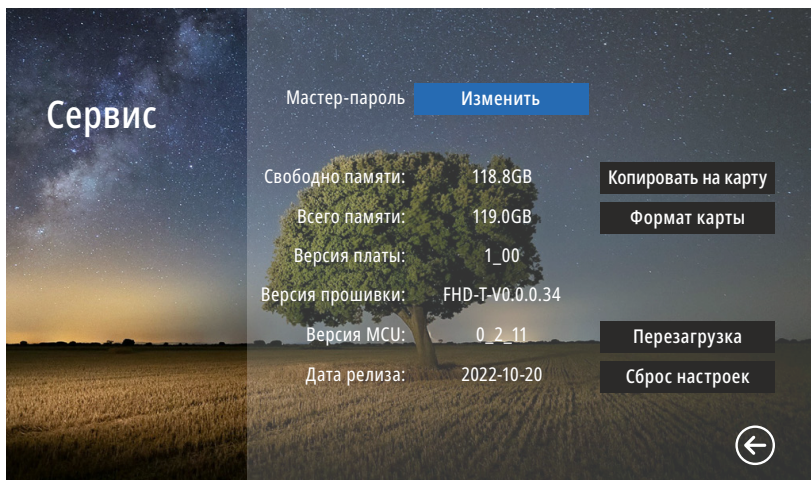 Сервис
Мастер-пароль Изменить
Свободно памяти: 118.8GB Копировать на карту
Всего памяти: 119.0GB Формат карты
Версия платы: 1_00
Версия прошивки: FHD-T-V0.0.0.34
Версия MCU: 0_2_11 Перезагрузка
Дата релиза: 2022-10-20 Сброс настроек